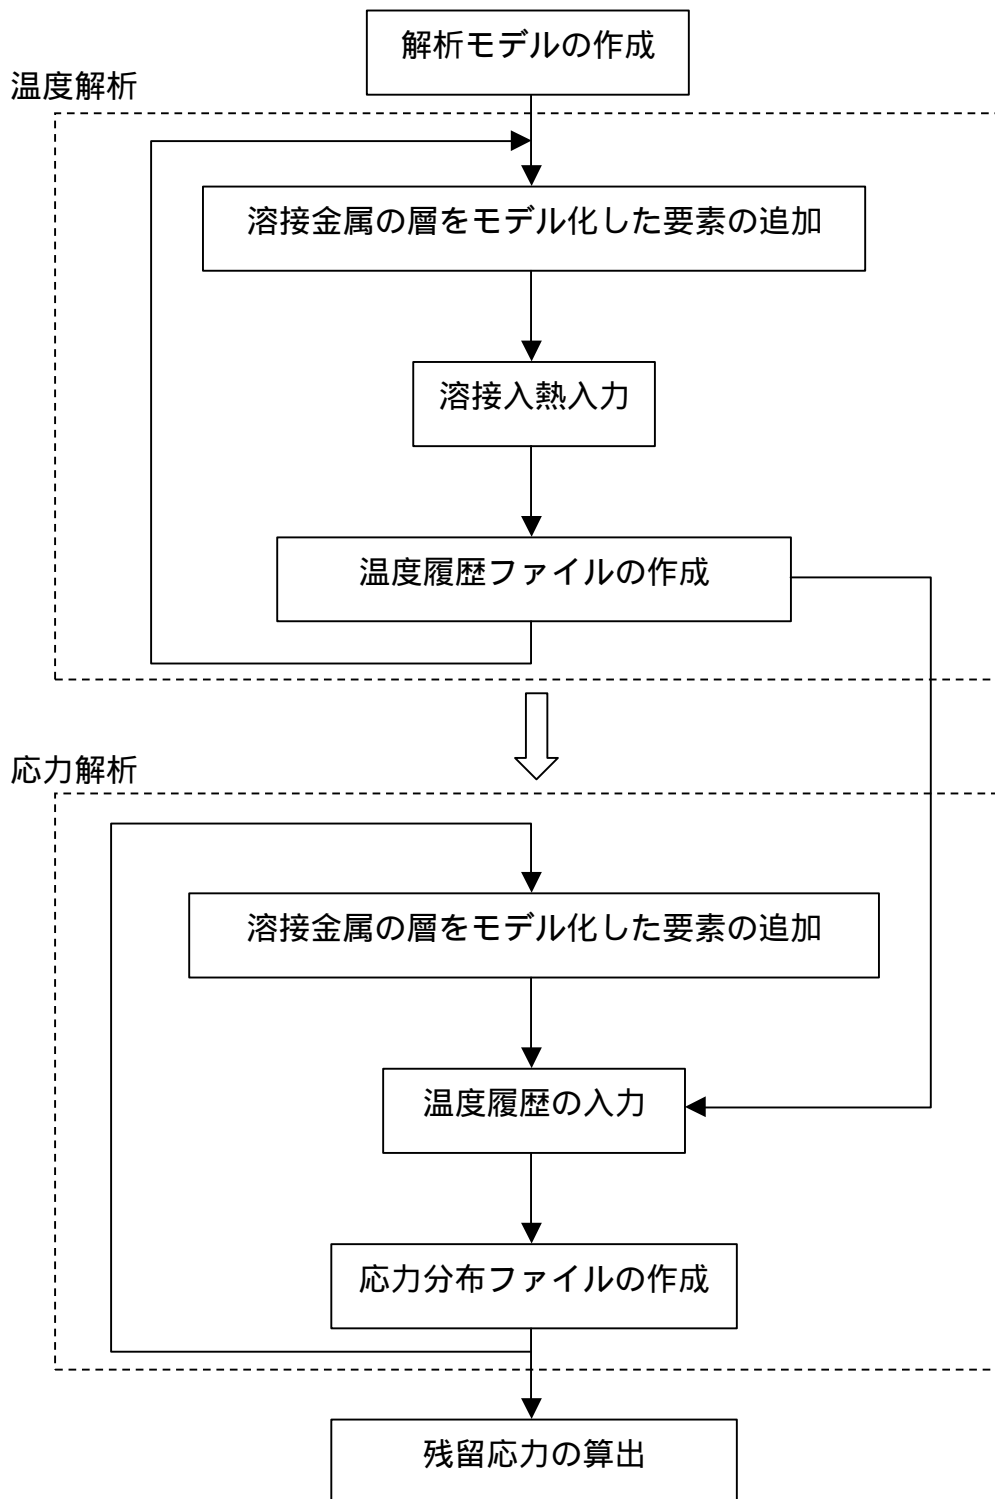 解析モデルの作成
温度解析
溶接金属の層をモデル化した要素の追加
溶接入熱入力
温度履歴ファイルの作成
応力解析
溶接金属の層をモデル化した要素の追加
温度履歴の入力
応力分布ファイルの作成
残留応力の算出